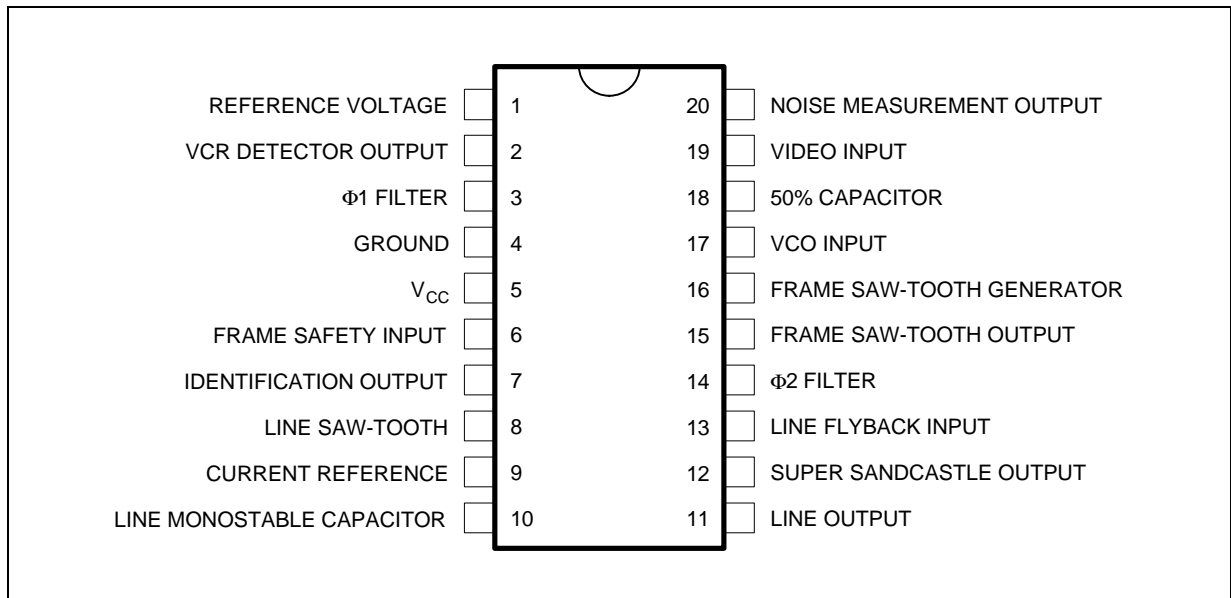 REFERENCE VOLTAGE 1 20 NOISE MEASUREMENT OUTPUT
VCR DETECTOR OUTPUT 2 19 VIDEO INPUT
Φ1 FILTER 3 18 50% CAPACITOR
GROUND 4 17 VCO INPUT
VCC 5 16 FRAME SAW-TOOTH GENERATOR
FRAME SAFETY INPUT 6 15 FRAME SAW-TOOTH OUTPUT
IDENTIFICATION OUTPUT 7 14 Φ2 FILTER
LINE SAW-TOOTH 8 13 LINE FLYBACK INPUT
CURRENT REFERENCE 9 12 SUPER SANDCASTLE OUTPUT
LINE MONOSTABLE CAPACITOR 10 11 LINE OUTPUT